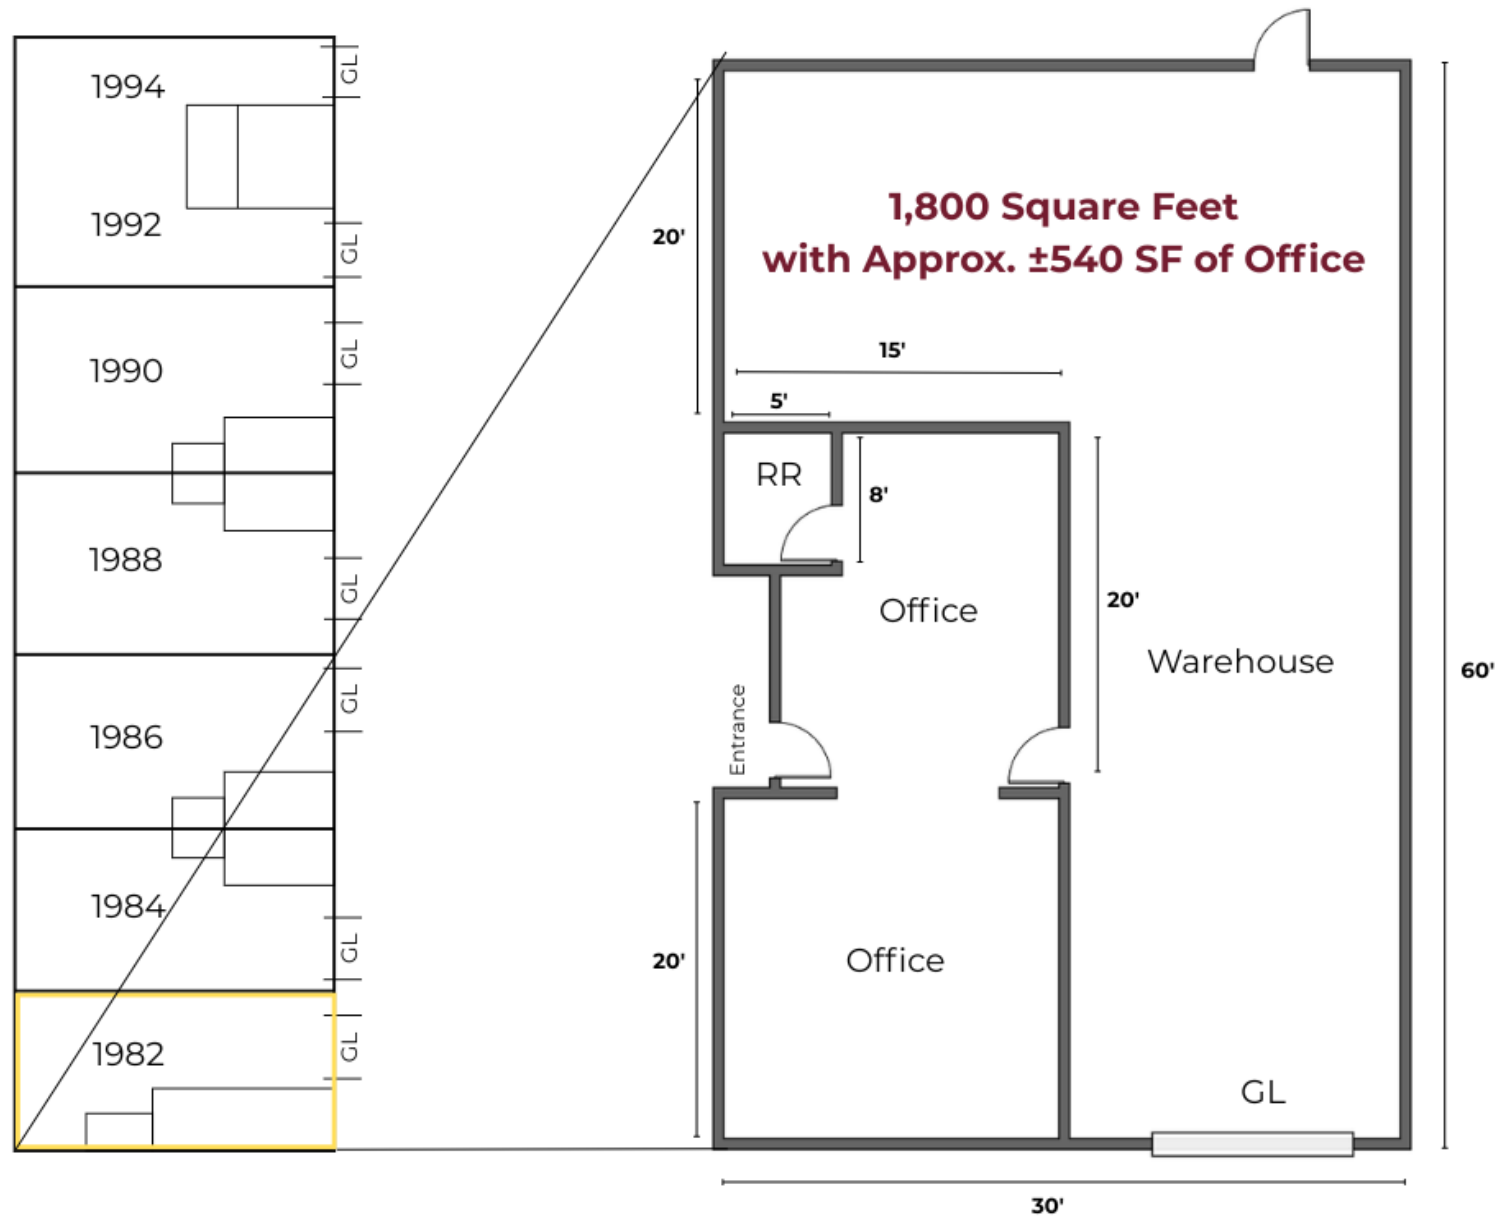 1994
GL
1992
GL
1990
GL
1988
GL
1986
GL
1984
GL
1982
GL
1,800 Square Feet
with Approx. ±540 SF of Office
20'
15'
5'
RR
8'
Office
20'
Warehouse
60'
Entrance
20'
Office
GL
30'